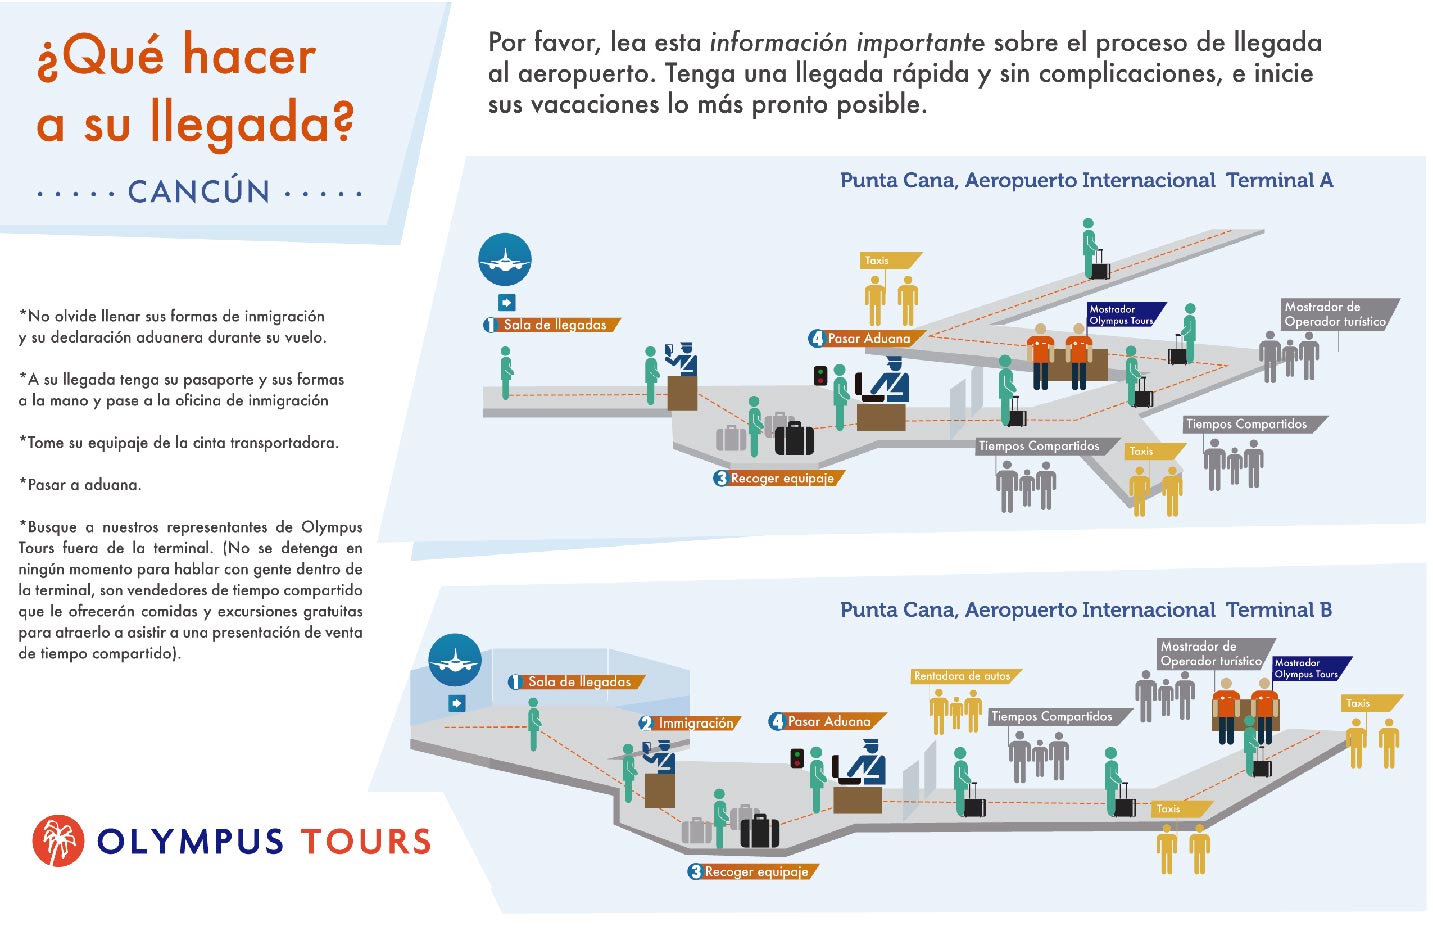 ¿Qué hacer
a su llegada?
····· CANCÚN ·····
Por favor, lea esta información importante sobre el proceso de llegada
al aeropuerto. Tenga una llegada rápida y sin complicaciones, e inicie
sus vacaciones lo más pronto posible.
*No olvide llenar sus formas de inmigración
y su declaración aduanera durante su vuelo.
*A su llegada tenga su pasaporte y sus formas
a la mano y pase a la oficina de inmigración
*Tome su equipaje de la cinta transportadora.
*Pasar a aduana.
*Busque a nuestros representantes de Olympus
Tours fuera de la terminal. (No se detenga en
ningún momento para hablar con gente dentro de
la terminal, son vendedores de tiempo compartido
que le ofrecerán comidas y excursiones gratuitas
para atraerlo a asistir a una presentación de venta
de tiempo compartido).
OLYMPUS TOURS
Punta Cana, Aeropuerto Internacional Terminal A
1 Sala de llegadas
Taxis
4 Pasar Aduana
Mostrador
Olympus Tours
Mostrador de
Operador turístico
3 Recoger equipaje
Tiempos Compartidos
Taxis
Tiempos Compartidos
Punta Cana, Aeropuerto Internacional Terminal B
1 Sala de llegadas
2 Immigración
4 Pasar Aduana
Rentadora de autos
Tiempos Compartidos
Mostrador de
Operador turístico
Mostrador
Olympus Tours
Taxis
Taxis
3 Recoger equipaje